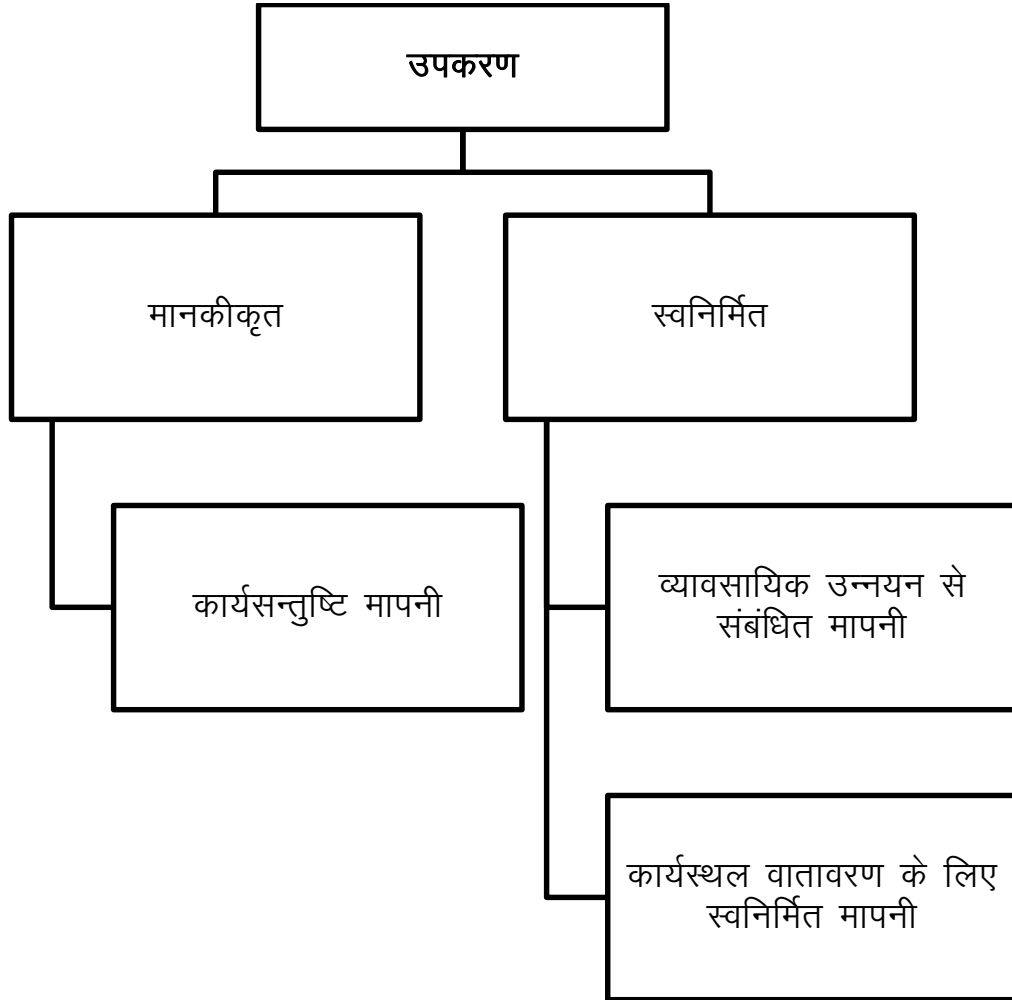 उपकरण
मानकीकृत
स्वनिर्मित
कार्यसन्तुष्टि मापनी
व्यावसायिक उन्नयन से
संबंधित मापनी
कार्यस्थल वातावरण के लिए
स्वनिर्मित मापनी